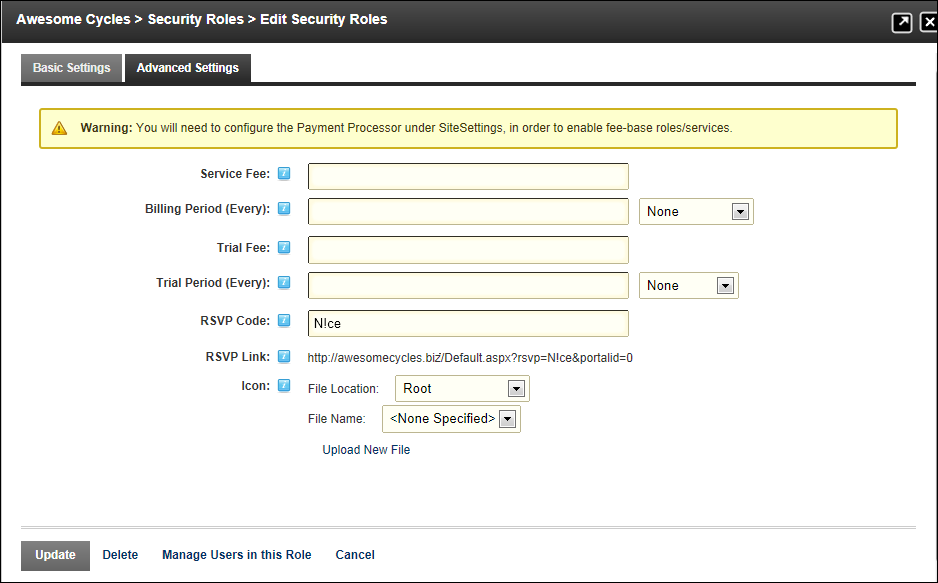 Awesome Cycles > Security Roles > Edit Security Roles
Basic Settings Advanced Settings
Warning: You will need to configure the Payment Processor under SiteSettings, in order to enable fee-base roles/services.
Service Fee:
Billing Period (Every): None
Trial Fee:
Trial Period (Every): None
RSVP Code: N!ce
RSVP Link: http://awesomecycles.biz/Default.aspx?rsvp=N!ce&portalid=0
Icon: File Location: Root
File Name: <None Specified>
Upload New File
Update Delete Manage Users in this Role Cancel